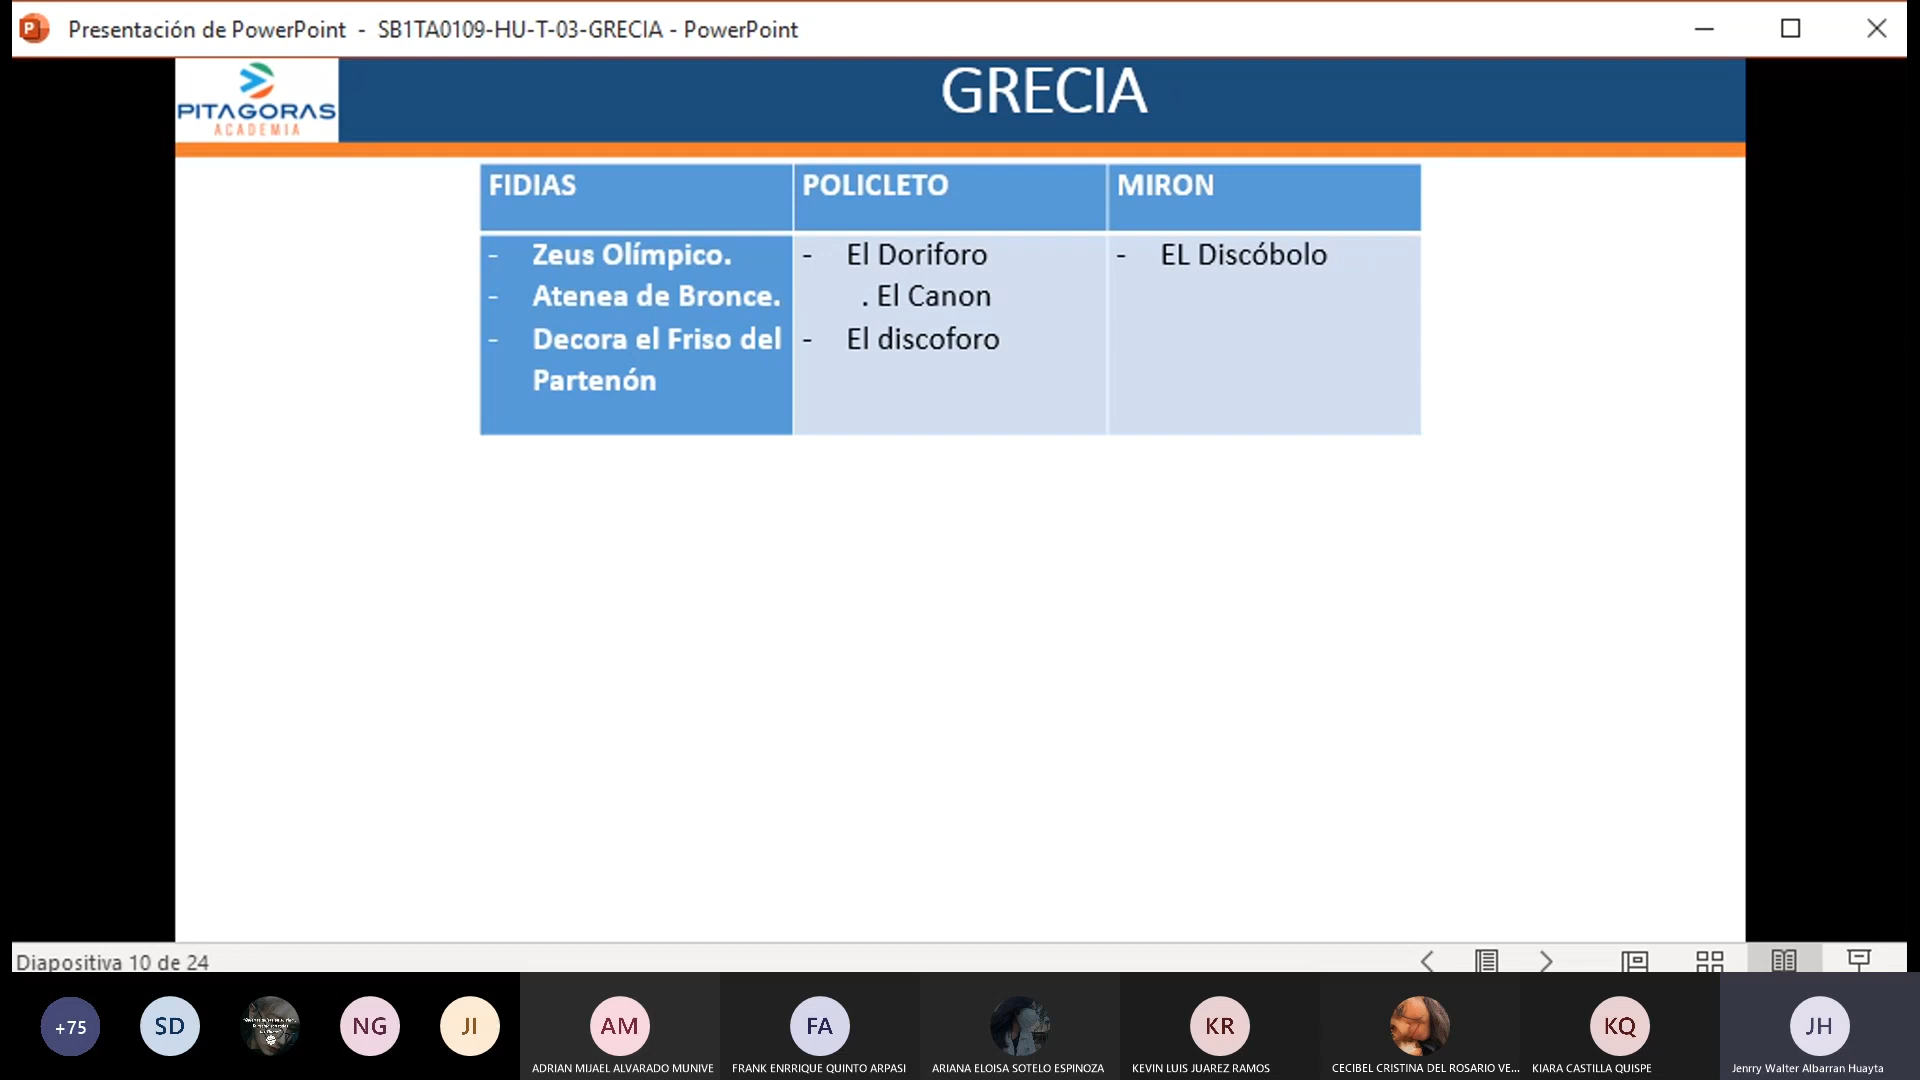 Presentación de PowerPoint - SB1TA0109-HU-T-03-GRECIA - PowerPoint
PITAGORAS
ACADEMIA
GRECIA
FIDIAS
- Zeus Olímpico.
- Atenea de Bronce.
- Decora el Friso del
Partenón
POLICLETO
- El Doriforo
. El Canon
- El discoforo
MIRON
- EL Discóbolo
Diapositiva 10 de 24
+75
SD
NG
JI
AM
ADRIAN MIJAEL ALVARADO MUNIVE
FA
FRANK ENRRIQUE QUINTO ARPASI
ARIANA ELOISA SOTELO ESPINOZA
KR
KEVIN LUIS JUAREZ RAMOS
CECIBEL CRISTINA DEL ROSARIO VE...
KQ
KIARA CASTILLA QUISPE
JH
Jenrry Walter Albarran Huayta